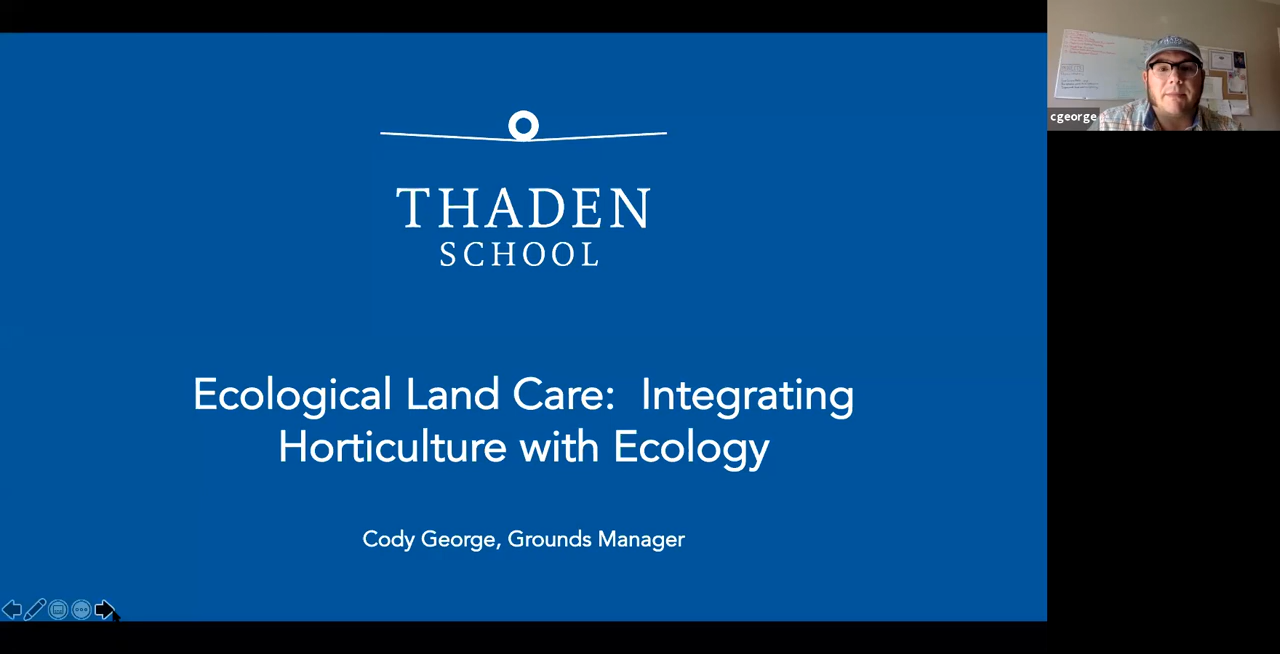 THADEN
SCHOOL
Ecological Land Care: Integrating
Horticulture with Ecology
Cody George, Grounds Manager
cgeorge